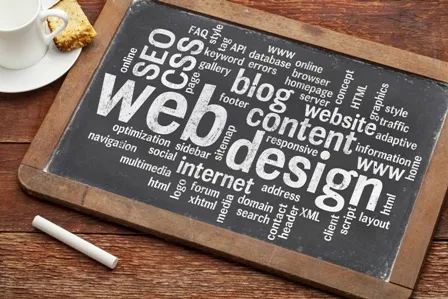 FAQ
style
tag
API
database
www
online
SEO
CSS
keyword
errors
browser
homepage
online
page
gallery
blog
server
concept
HTML
graphics
style
traffic
adaptive
web
footer
content
website
information
www
home
optimization
sidebar
sitemap
design
responsive
navigation
social
internet
multimedia
address
html
logo
forum
xhtml
media
domain
search
contact
header
XML
client
script
layout
html